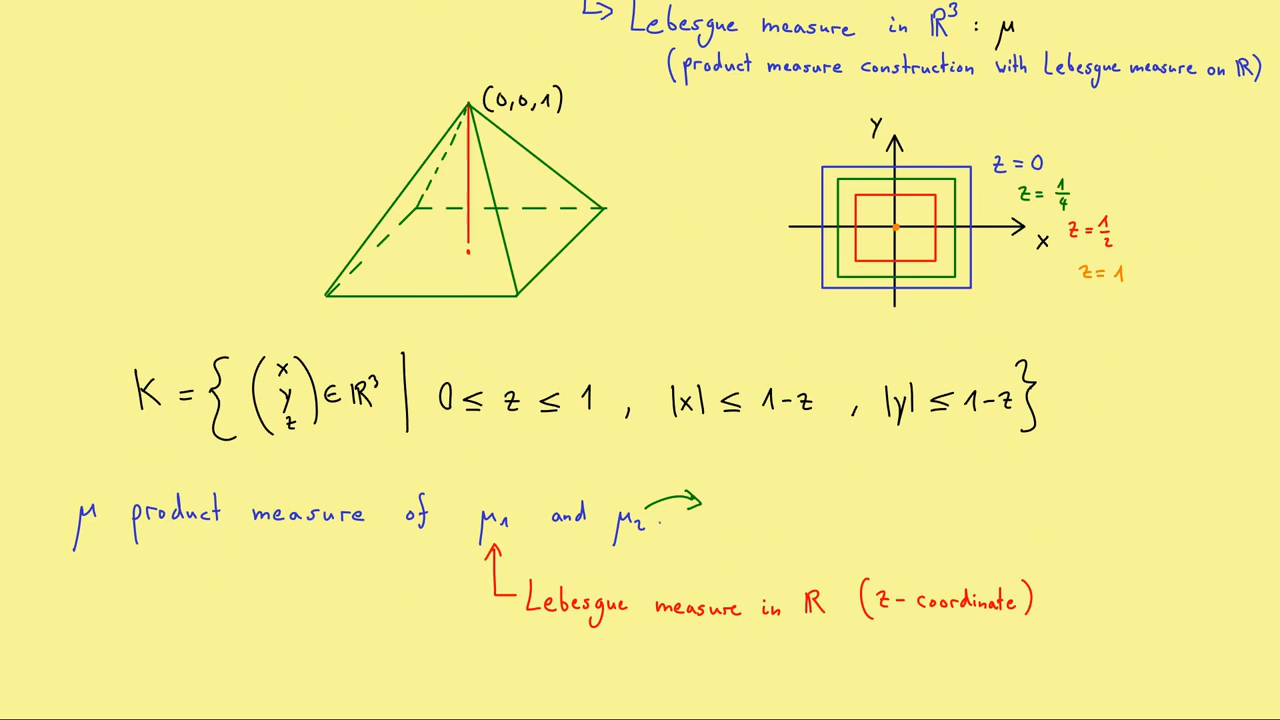 ↳ Lebesgue measure in ℝ³ : μ
(product measure construction with Lebesgue measure on ℝ)
(0,0,1)
y
z = 0
z = 1/4
x
z = 1/2
z = 1
K = { (x y z) ∈ ℝ³ | 0 ≤ z ≤ 1 , |x| ≤ 1-z , |y| ≤ 1-z }
μ product measure of μ₁ and μ₂
Lebesgue measure in ℝ (z-coordinate)